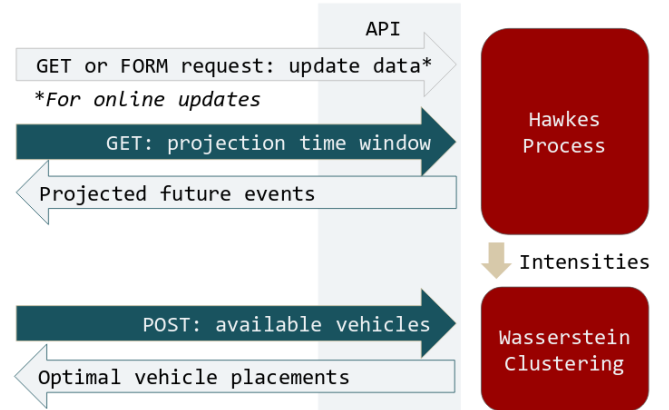 API
GET or FORM request: update data*
*For online updates
GET: projection time window
Projected future events
Hawkes
Process
Intensities
POST: available vehicles
Optimal vehicle placements
Wasserstein
Clustering